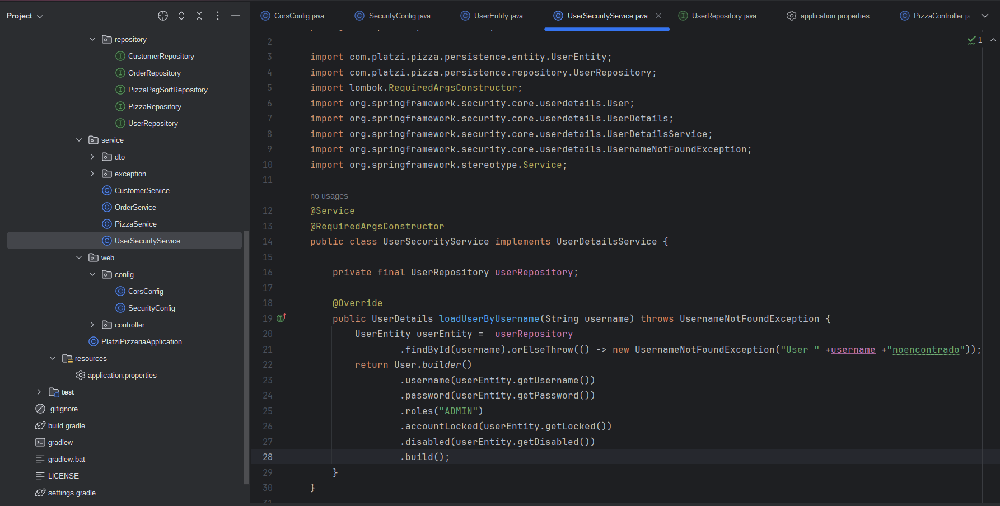 Project
CorsConfig.java
SecurityConfig.java
UserEntity.java
UserSecurityService.java
UserRepository.java
application.properties
PizzaController.ja
repository
CustomerRepository
OrderRepository
PizzaPagSortRepository
PizzaRepository
UserRepository
service
dto
exception
CustomerService
OrderService
PizzaService
UserSecurityService
web
config
CorsConfig
SecurityConfig
controller
PlatziPizzeriaApplication
resources
application.properties
test
.gitignore
build.gradle
gradlew
gradlew.bat
LICENSE
settings.gradle
1
2
3 import com.platzi.pizza.persistence.entity.UserEntity;
4 import com.platzi.pizza.persistence.repository.UserRepository;
5 import lombok.RequiredArgsConstructor;
6 import org.springframework.security.core.userdetails.User;
7 import org.springframework.security.core.userdetails.UserDetails;
8 import org.springframework.security.core.userdetails.UserDetailsService;
9 import org.springframework.security.core.userdetails.UsernameNotFoundException;
10 import org.springframework.stereotype.Service;
11
no usages
12 @Service
13 @RequiredArgsConstructor
14 public class UserSecurityService implements UserDetailsService {
15
16 private final UserRepository userRepository;
17
18 @Override
19 public UserDetails loadUserByUsername(String username) throws UsernameNotFoundException {
20 UserEntity userEntity =  userRepository
21 .findById(username).orElseThrow(() -> new UsernameNotFoundException("User " +username +"noencontrado"));
22 return User.builder()
23 .username(userEntity.getUsername())
24 .password(userEntity.getPassword())
25 .roles("ADMIN")
26 .accountLocked(userEntity.getLocked())
27 .disabled(userEntity.getDisabled())
28 .build();
29 }
30 }
31